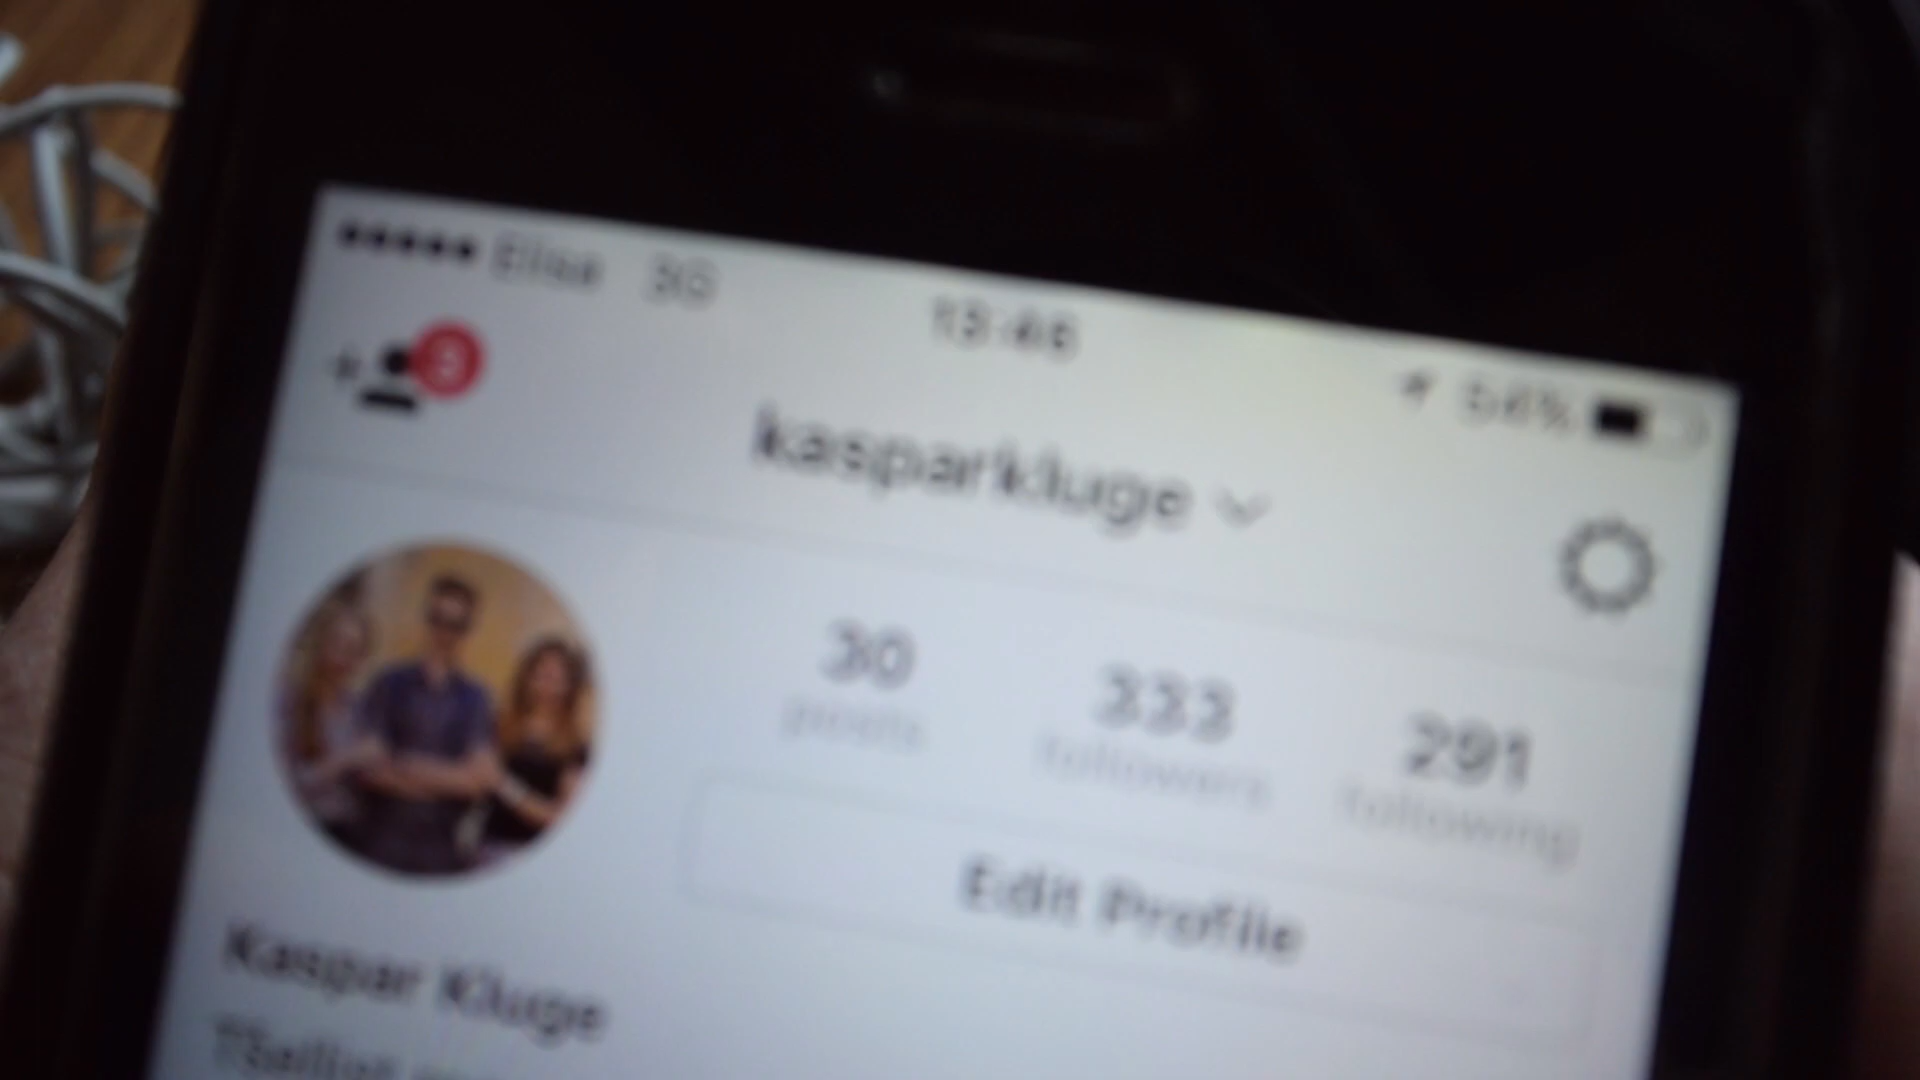 Elisa 3G 13:46 54%
kasparkluge
30 333 291
posts followers following
Edit Profile
Kaspar Kluge